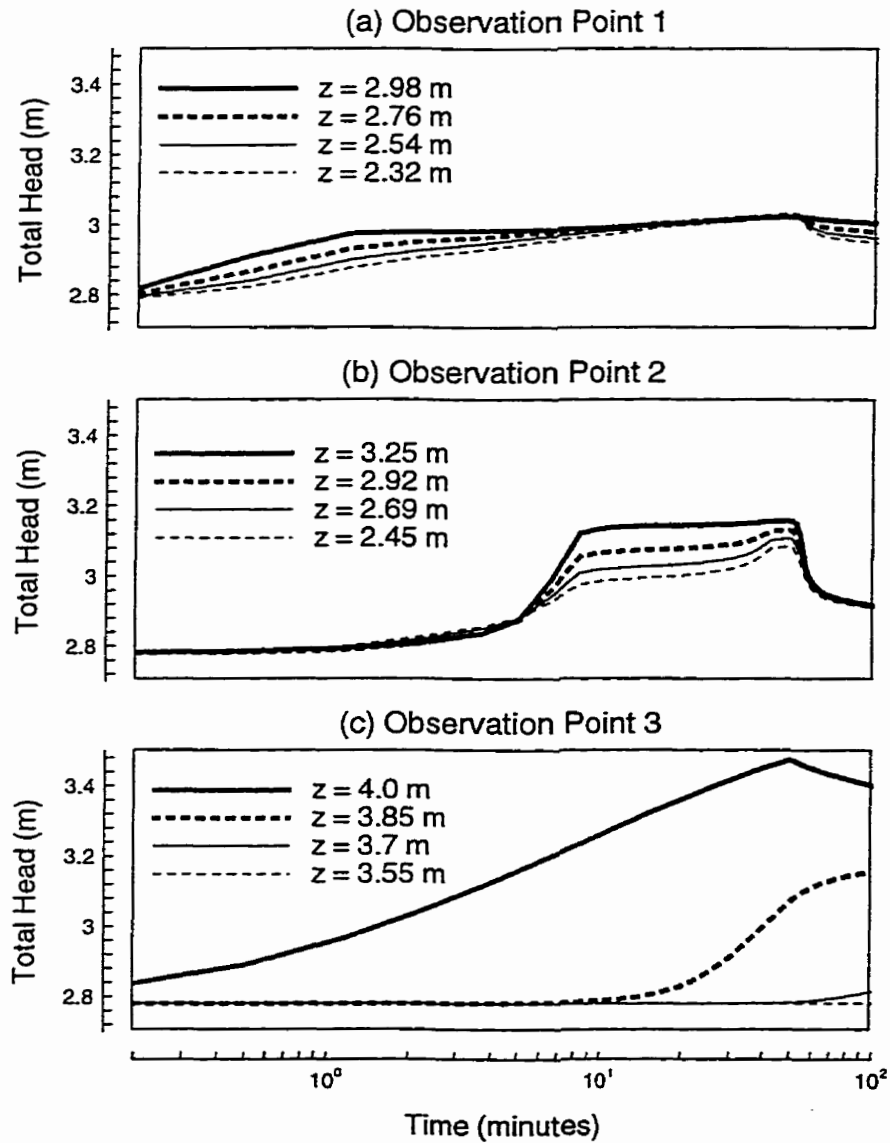 (a) Observation Point 1
Total Head (m)
3.4
3.2
3
2.8
z = 2.98 m
z = 2.76 m
z = 2.54 m
z = 2.32 m
(b) Observation Point 2
Total Head (m)
3.4
3.2
3
2.8
z = 3.25 m
z = 2.92 m
z = 2.69 m
z = 2.45 m
(c) Observation Point 3
Total Head (m)
3.4
3.2
3
2.8
z = 4.0 m
z = 3.85 m
z = 3.7 m
z = 3.55 m
10⁰ 10¹ 10²
Time (minutes)